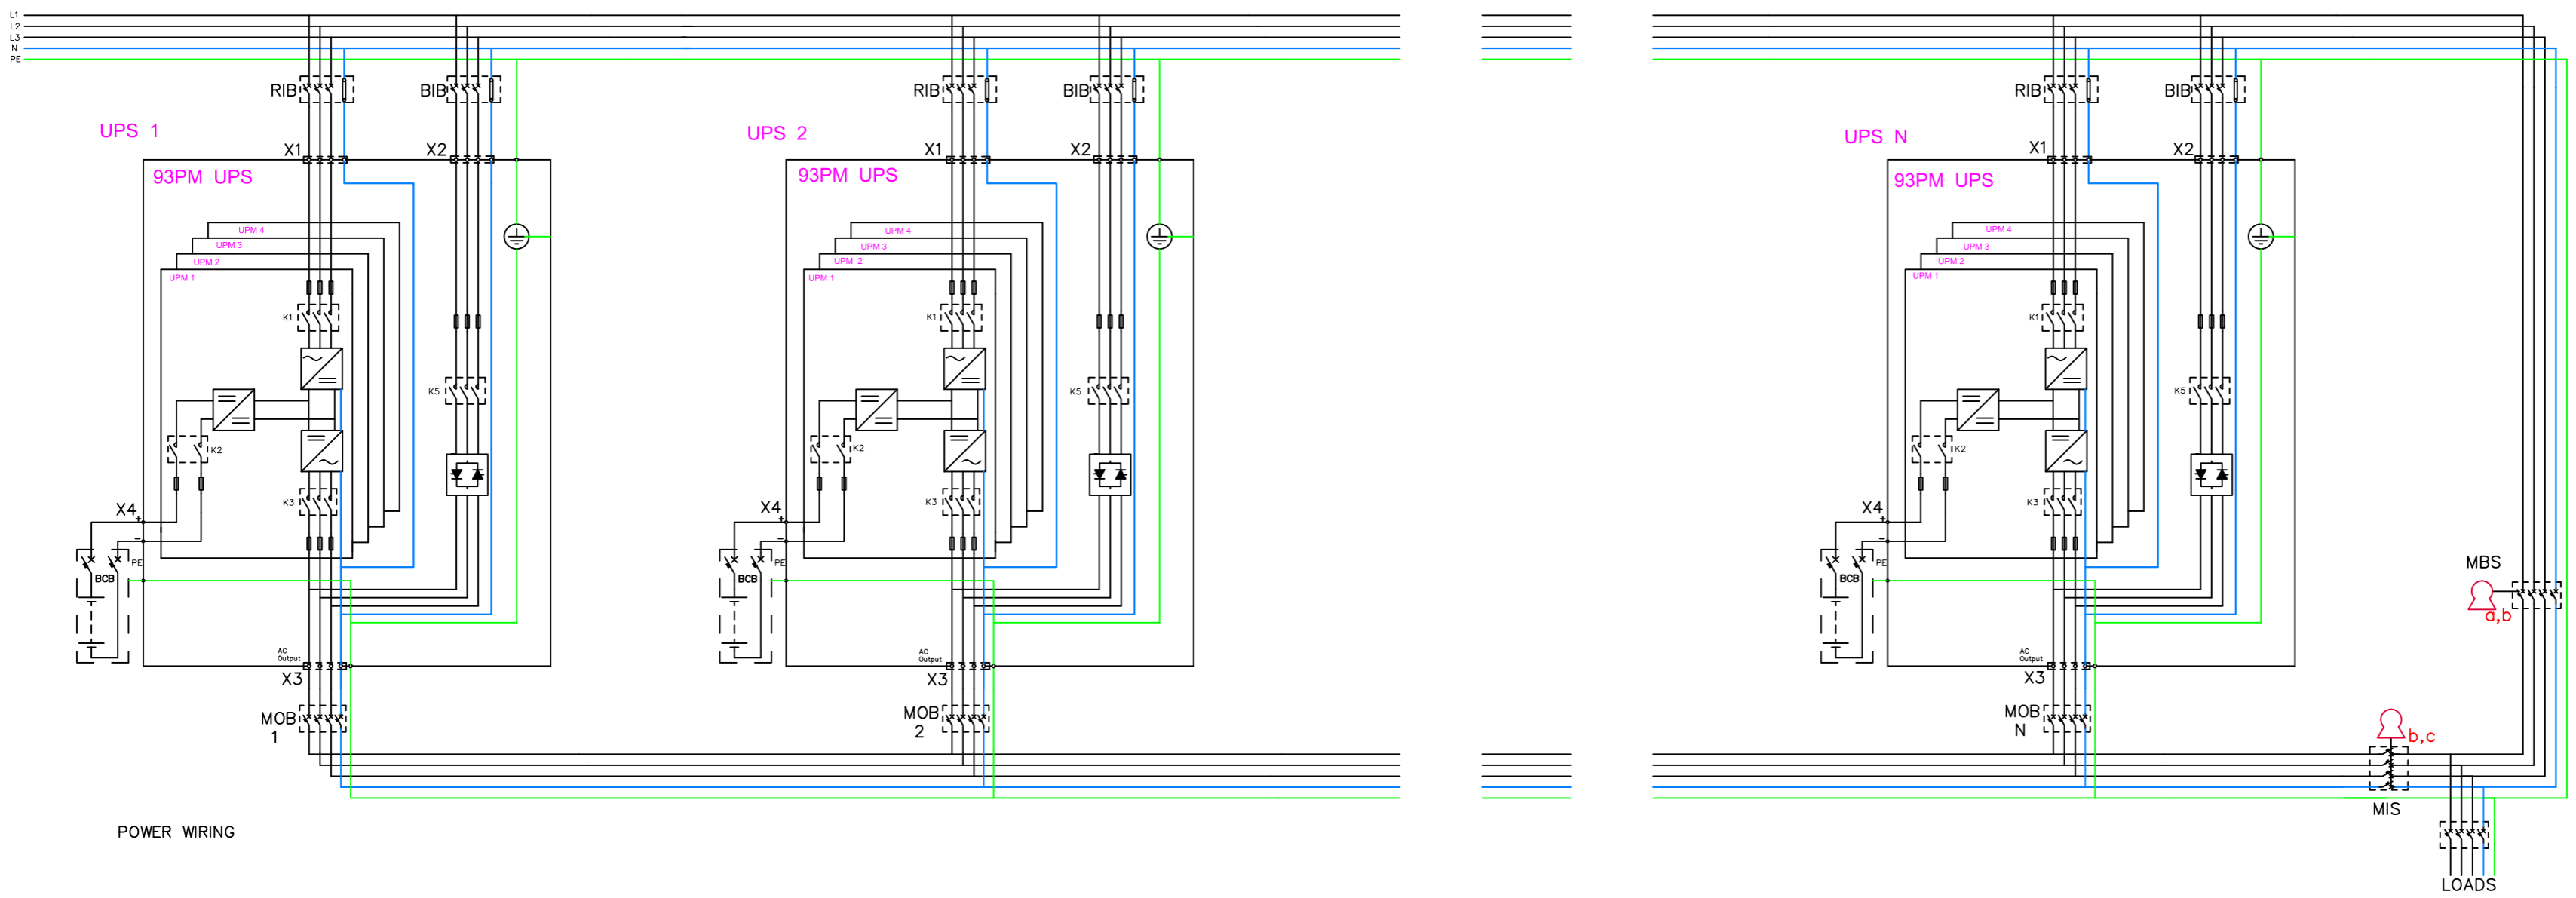 L1
L2
L3
N
PE
RIB
BIB
RIB
BIB
RIB
BIB
UPS 1
UPS 2
UPS N
X1
X2
X1
X2
X1
X2
93PM UPS
93PM UPS
93PM UPS
UPM 4
UPM 3
UPM 2
UPM 1
UPM 4
UPM 3
UPM 2
UPM 1
UPM 4
UPM 3
UPM 2
UPM 1
K1
K1
K1
K5
K5
K5
K2
K2
K2
K3
K3
K3
X4
+
-
X4
+
-
X4
+
-
PE
BCB
PE
BCB
PE
BCB
MBS
a,b
AC
Output
X3
AC
Output
X3
AC
Output
X3
MOB
1
MOB
2
MOB
N
b,c
MIS
POWER WIRING
LOADS